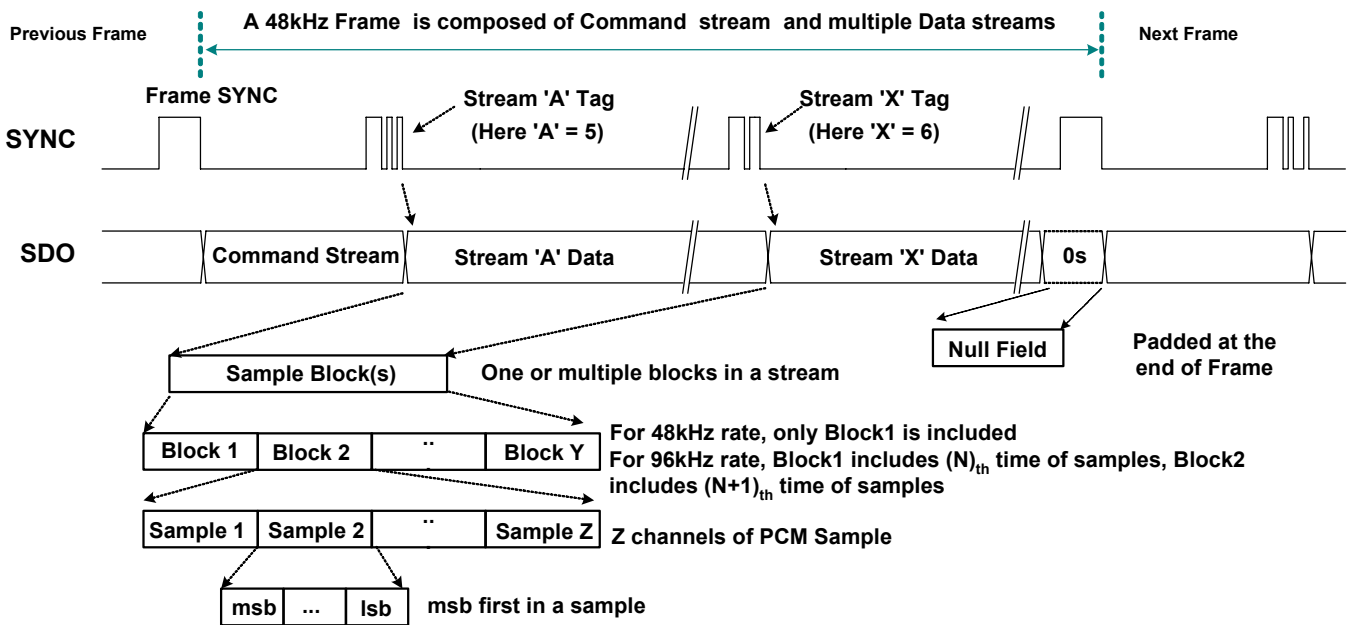 A 48kHz Frame is composed of Command stream and multiple Data streams
Previous Frame
Next Frame
Frame SYNC
Stream 'A' Tag
(Here 'A' = 5)
Stream 'X' Tag
(Here 'X' = 6)
SYNC
SDO
Command Stream
Stream 'A' Data
Stream 'X' Data
0s
Null Field
Padded at the
end of Frame
Sample Block(s)
One or multiple blocks in a stream
Block 1
Block 2
..
Block Y
For 48kHz rate, only Block1 is included
For 96kHz rate, Block1 includes (N)th time of samples, Block2
includes (N+1)th time of samples
Sample 1
Sample 2
..
Sample Z
Z channels of PCM Sample
msb
...
lsb
msb first in a sample